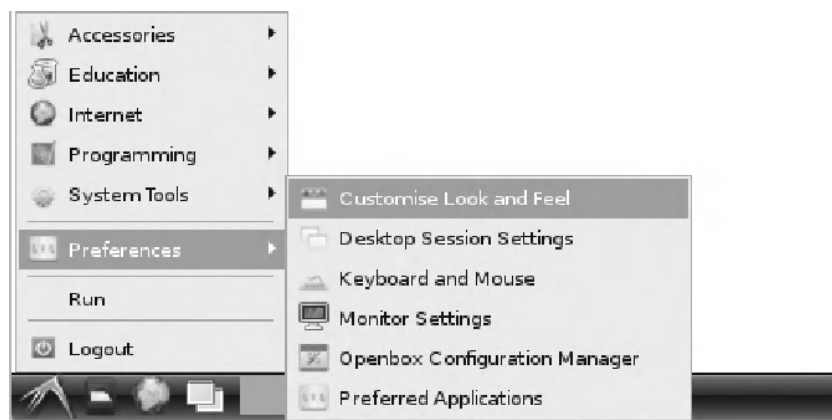 Accessories
Education
Internet
Programming
System Tools
Preferences
Run
Logout
Customise Look and Feel
Desktop Session Settings
Keyboard and Mouse
Monitor Settings
Openbox Configuration Manager
Preferred Applications